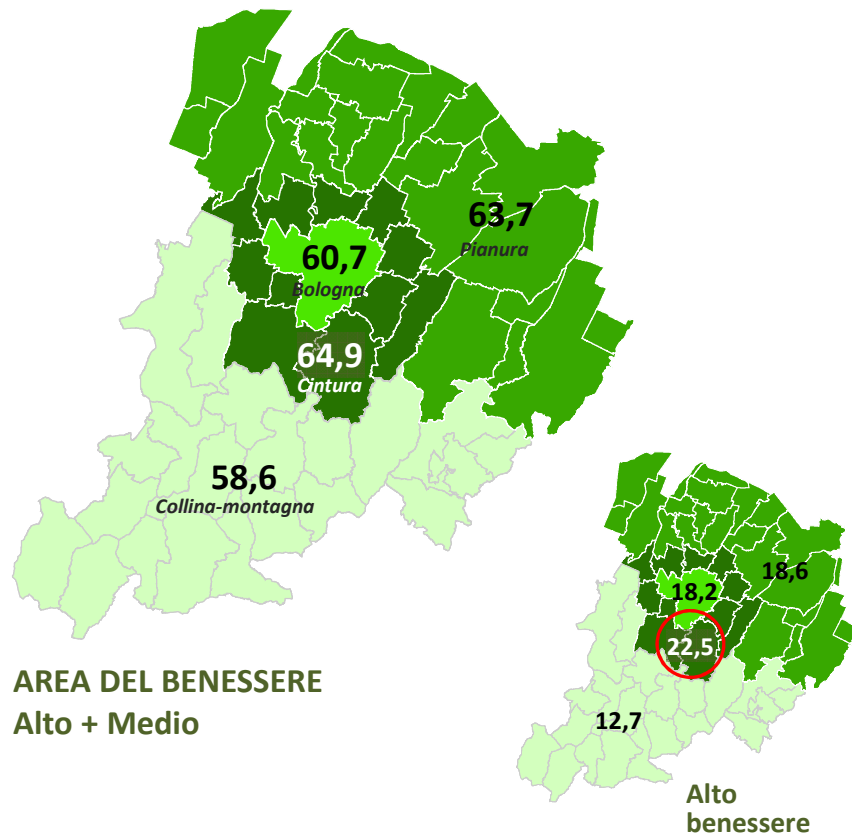 63,7
Pianura
60,7
Bologna
64,9
Cintura
58,6
Collina-montagna
AREA DEL BENESSERE
Alto + Medio
18,6
18,2
22,5
12,7
Alto
benessere